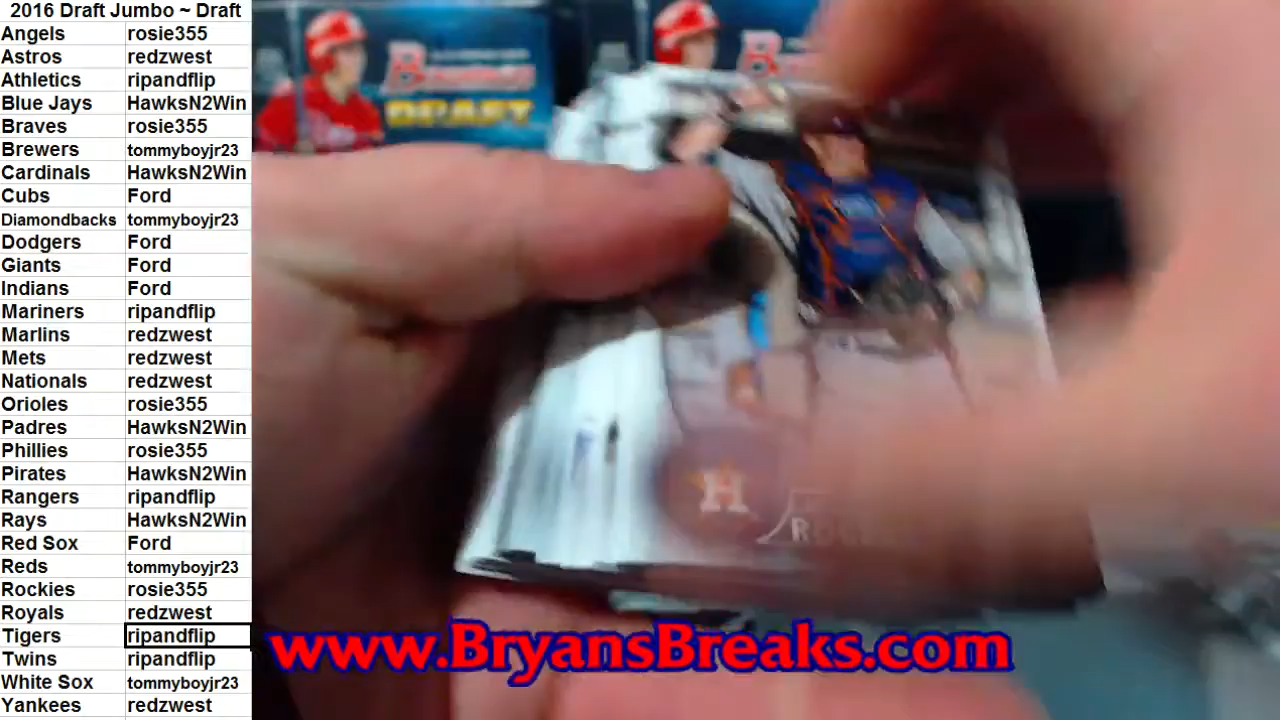 2016 Draft Jumbo ~ Draft
Angels rosie355
Astros redzwest
Athletics ripandflip
Blue Jays HawksN2Win
Braves rosie355
Brewers tommyboyjr23
Cardinals HawksN2Win
Cubs Ford
Diamondbacks tommyboyjr23
Dodgers Ford
Giants Ford
Indians Ford
Mariners ripandflip
Marlins redzwest
Mets redzwest
Nationals redzwest
Orioles rosie355
Padres HawksN2Win
Phillies rosie355
Pirates HawksN2Win
Rangers ripandflip
Rays HawksN2Win
Red Sox Ford
Reds tommyboyjr23
Rockies rosie355
Royals redzwest
Tigers ripandflip
Twins ripandflip
White Sox tommyboyjr23
Yankees redzwest
DRAFT
H
www.BryansBreaks.com